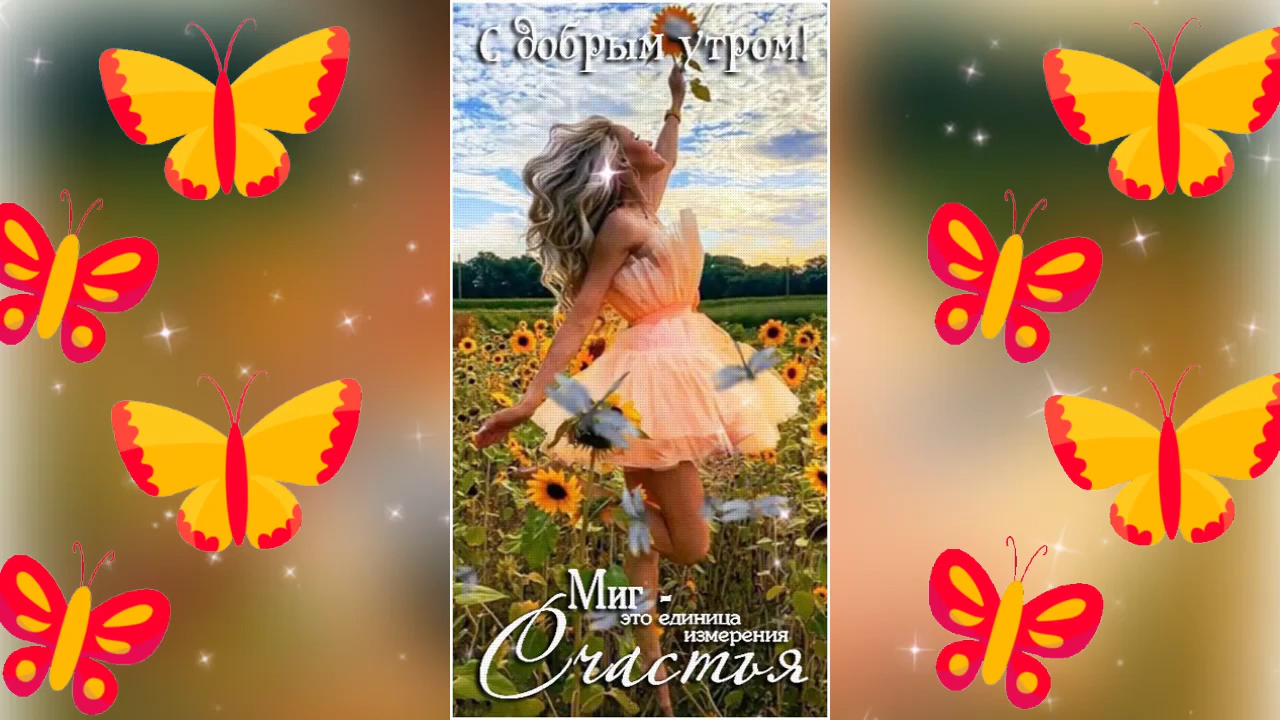 С добрым утром!
Миг -
это единица
измерения
Счастья